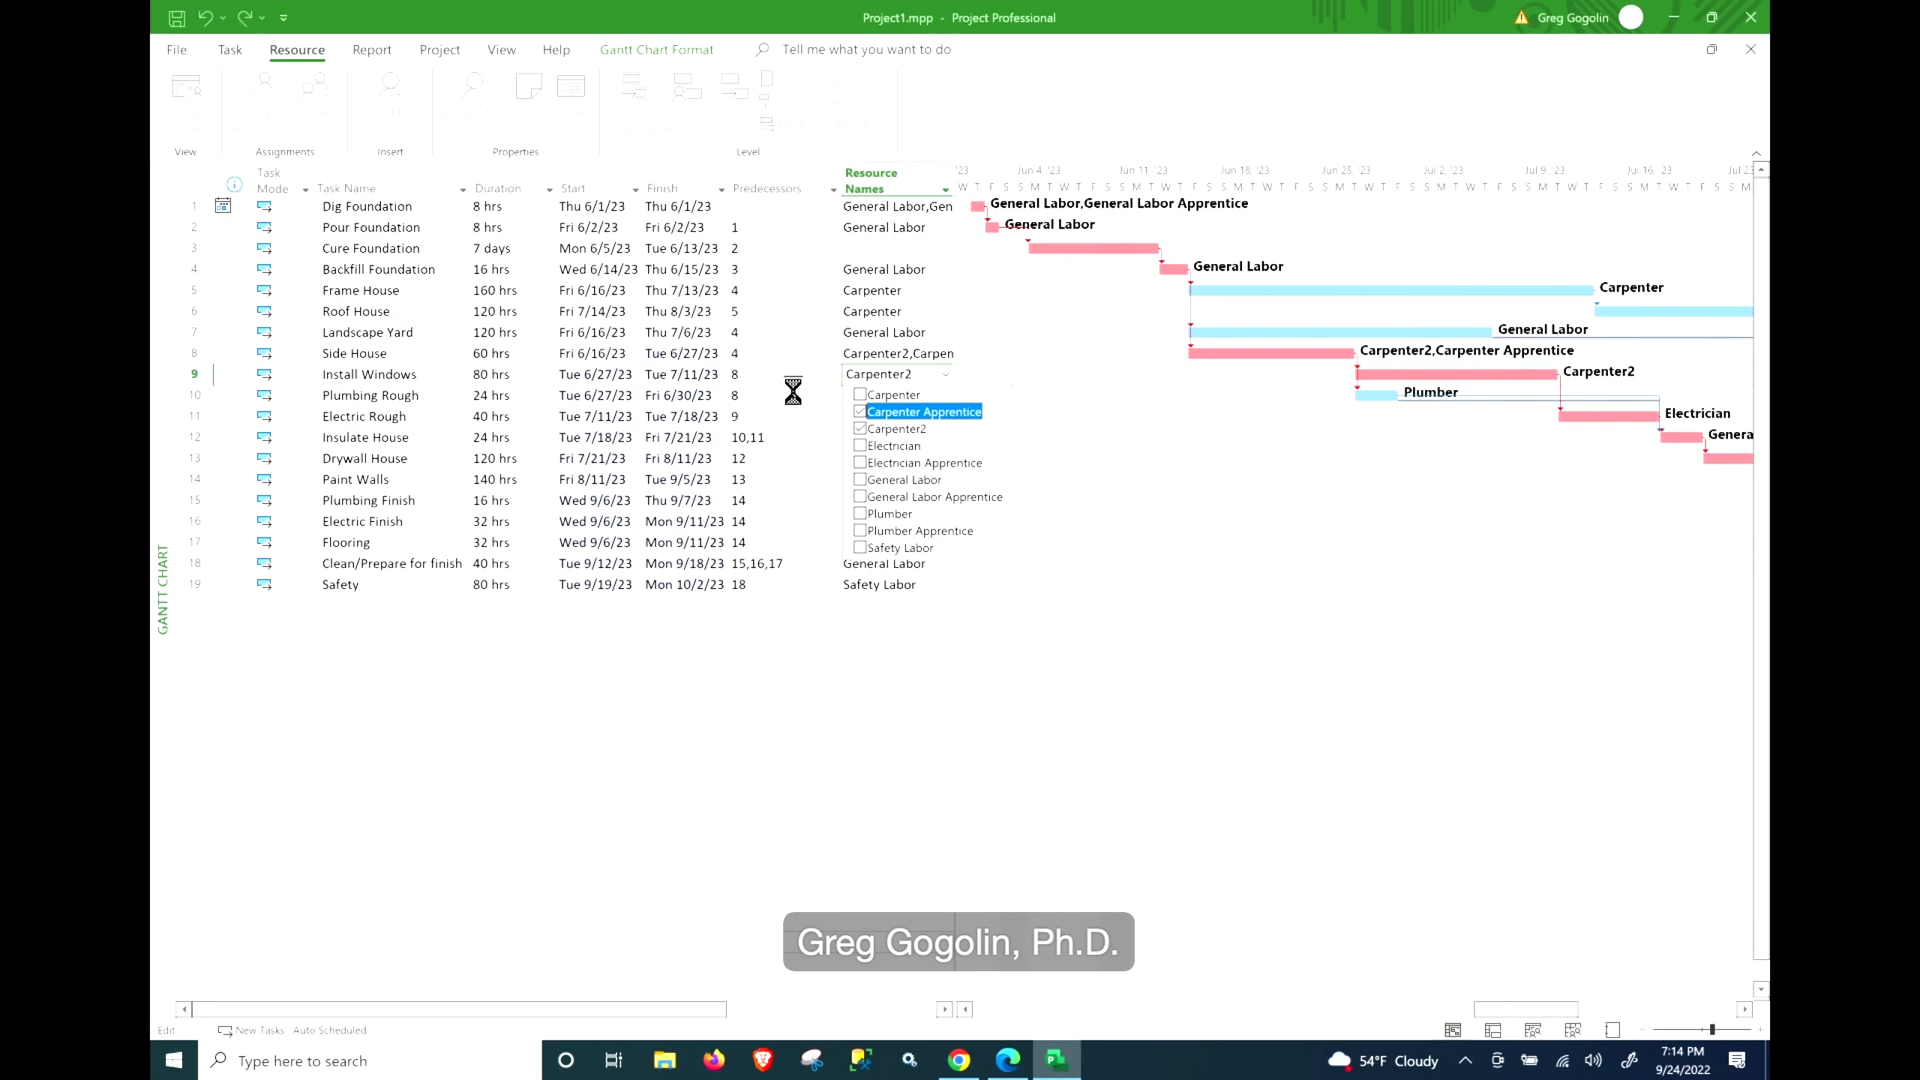 Project1.mpp - Project Professional
Greg Gogolin
File Task Resource Report Project View Help Gantt Chart Format Tell me what you want to do
View Assignments Insert Properties Level
Task Mode Task Name Duration Start Finish Predecessors Resource Names
'23 Jun 4, '23 Jun 11, '23 Jun 18, '23 Jun 25, '23 Jul 2, '23 Jul 9, '23 Jul 16, '23 Jul 23
W T F S S M T W T F S S M T W T F S S M T W T F S S M T W T F S S M T W T F S S M T W T F S S M T W T F S S M
1 Dig Foundation 8 hrs Thu 6/1/23 Thu 6/1/23 General Labor,Gen General Labor,General Labor Apprentice
2 Pour Foundation 8 hrs Fri 6/2/23 Fri 6/2/23 1 General Labor General Labor
3 Cure Foundation 7 days Mon 6/5/23 Tue 6/13/23 2
4 Backfill Foundation 16 hrs Wed 6/14/23 Thu 6/15/23 3 General Labor General Labor
5 Frame House 160 hrs Fri 6/16/23 Thu 7/13/23 4 Carpenter Carpenter
6 Roof House 120 hrs Fri 7/14/23 Thu 8/3/23 5 Carpenter
7 Landscape Yard 120 hrs Fri 6/16/23 Thu 7/6/23 4 General Labor General Labor
8 Side House 60 hrs Fri 6/16/23 Tue 6/27/23 4 Carpenter2,Carpen Carpenter2,Carpenter Apprentice
9 Install Windows 80 hrs Tue 6/27/23 Tue 7/11/23 8 Carpenter2 Carpenter2
10 Plumbing Rough 24 hrs Tue 6/27/23 Fri 6/30/23 8 Plumber
11 Electric Rough 40 hrs Tue 7/11/23 Tue 7/18/23 9 Electrician
12 Insulate House 24 hrs Tue 7/18/23 Fri 7/21/23 10,11 Genera
13 Drywall House 120 hrs Fri 7/21/23 Fri 8/11/23 12
14 Paint Walls 140 hrs Fri 8/11/23 Tue 9/5/23 13
15 Plumbing Finish 16 hrs Wed 9/6/23 Thu 9/7/23 14
16 Electric Finish 32 hrs Wed 9/6/23 Mon 9/11/23 14
17 Flooring 32 hrs Wed 9/6/23 Mon 9/11/23 14
18 Clean/Prepare for finish 40 hrs Tue 9/12/23 Mon 9/18/23 15,16,17 General Labor
19 Safety 80 hrs Tue 9/19/23 Mon 10/2/23 18 Safety Labor
Carpenter
Carpenter Apprentice
Carpenter2
Electrician
Electrician Apprentice
General Labor
General Labor Apprentice
Plumber
Plumber Apprentice
Safety Labor
GANTT CHART
Greg Gogolin, Ph.D.
Edit New Tasks : Auto Scheduled
Type here to search
54°F Cloudy
7:14 PM
9/24/2022